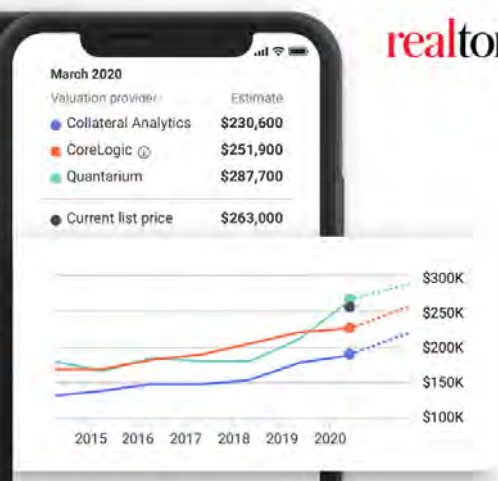 realtor
March 2020
Valuation provider Estimate
Collateral Analytics $230,600
CoreLogic $251,900
Quantarium $287,700
Current list price $263,000
$300K
$250K
$200K
$150K
$100K
2015 2016 2017 2018 2019 2020